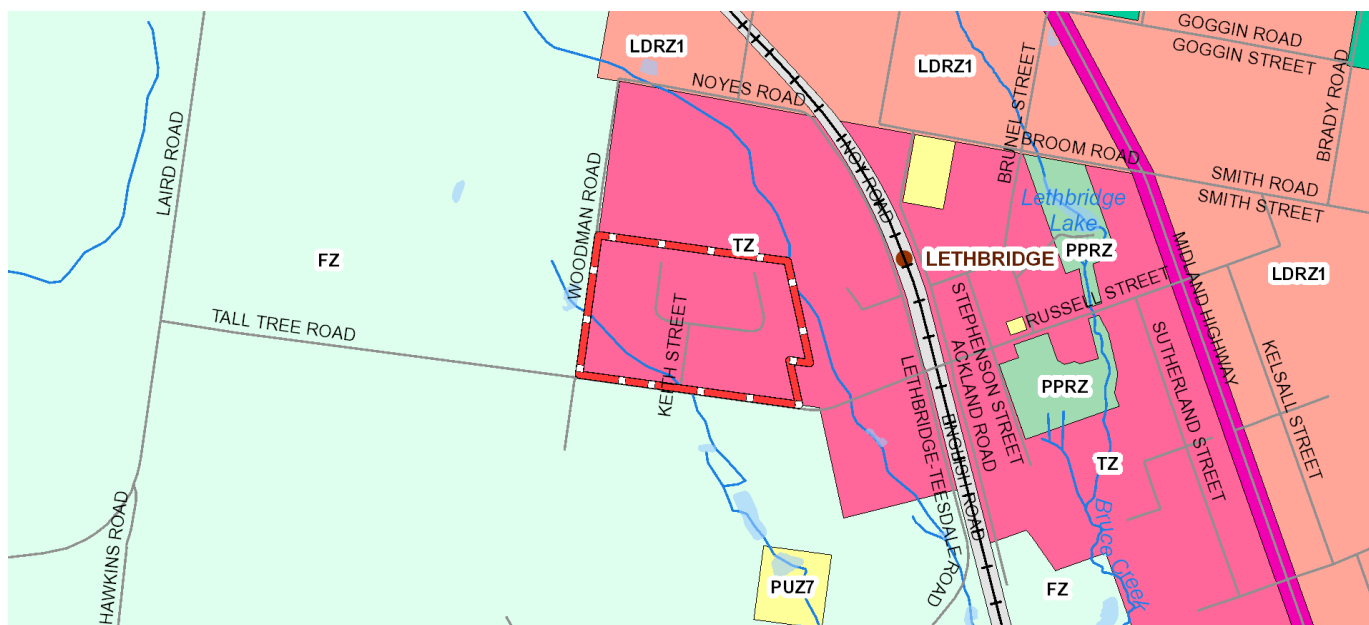 GOGGIN ROAD
GOGGIN STREET
LDRZ1
LDRZ1
NOYES ROAD
BRUNEL STREET
BRADY ROAD
BROOM ROAD
SMITH ROAD
SMITH STREET
LAIRD ROAD
WOODMAN ROAD
Lethbridge
Lake
FZ
TZ
PPRZ
LETHBRIDGE
LDRZ1
MIDLAND HIGHWAY
RUSSELL STREET
TALL TREE ROAD
KEITH STREET
STEPHENSON STREET
ACKLAND ROAD
SUTHERLAND STREET
KELSALL STREET
PPRZ
LETHBRIDGE-TEESDALE ROAD
ENGLISH ROAD
TZ
HAWKINS ROAD
Bruce Creek
PUZ7
FZ